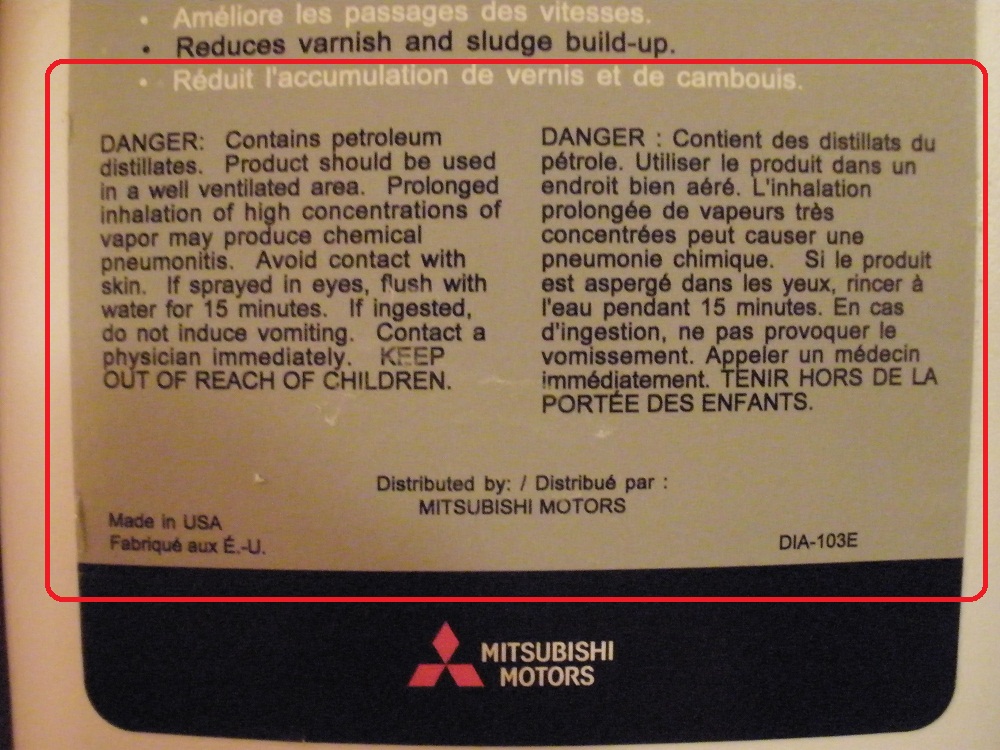 • Améliore les passages des vitesses.
• Reduces varnish and sludge build-up.
• Réduit l'accumulation de vernis et de cambouis.
DANGER: Contains petroleum
distillates. Product should be used
in a well ventilated area. Prolonged
inhalation of high concentrations of
vapor may produce chemical
pneumonitis. Avoid contact with
skin. If sprayed in eyes, flush with
water for 15 minutes. If ingested,
do not induce vomiting. Contact a
physician immediately. KEEP
OUT OF REACH OF CHILDREN.
DANGER : Contient des distillats du
pétrole. Utiliser le produit dans un
endroit bien aéré. L'inhalation
prolongée de vapeurs très
concentrées peut causer une
pneumonie chimique. Si le produit
est aspergé dans les yeux, rincer à
l'eau pendant 15 minutes. En cas
d'ingestion, ne pas provoquer le
vomissement. Appeler un médecin
immédiatement. TENIR HORS DE LA
PORTÉE DES ENFANTS.
Distributed by: / Distribué par :
MITSUBISHI MOTORS
Made in USA
Fabriqué aux É.-U.
DIA-103E
MITSUBISHI
MOTORS